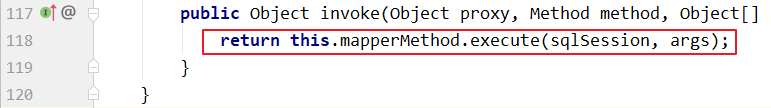 117 @ public Object invoke(Object proxy, Method method, Object[]
118 return this.mapperMethod.execute(sqlSession, args);
119 }
120 }